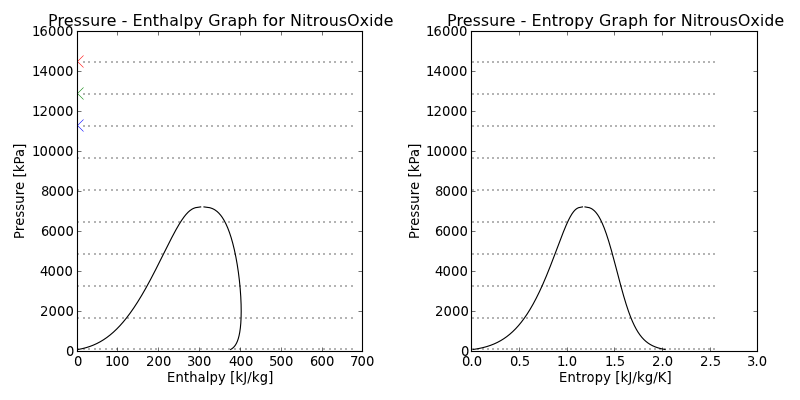 Pressure - Enthalpy Graph for NitrousOxide
Pressure - Entropy Graph for NitrousOxide
16000
14000
12000
10000
8000
6000
4000
2000
0
Pressure [kPa]
0 100 200 300 400 500 600 700
Enthalpy [kJ/kg]
16000
14000
12000
10000
8000
6000
4000
2000
0
Pressure [kPa]
0.0 0.5 1.0 1.5 2.0 2.5 3.0
Entropy [kJ/kg/K]